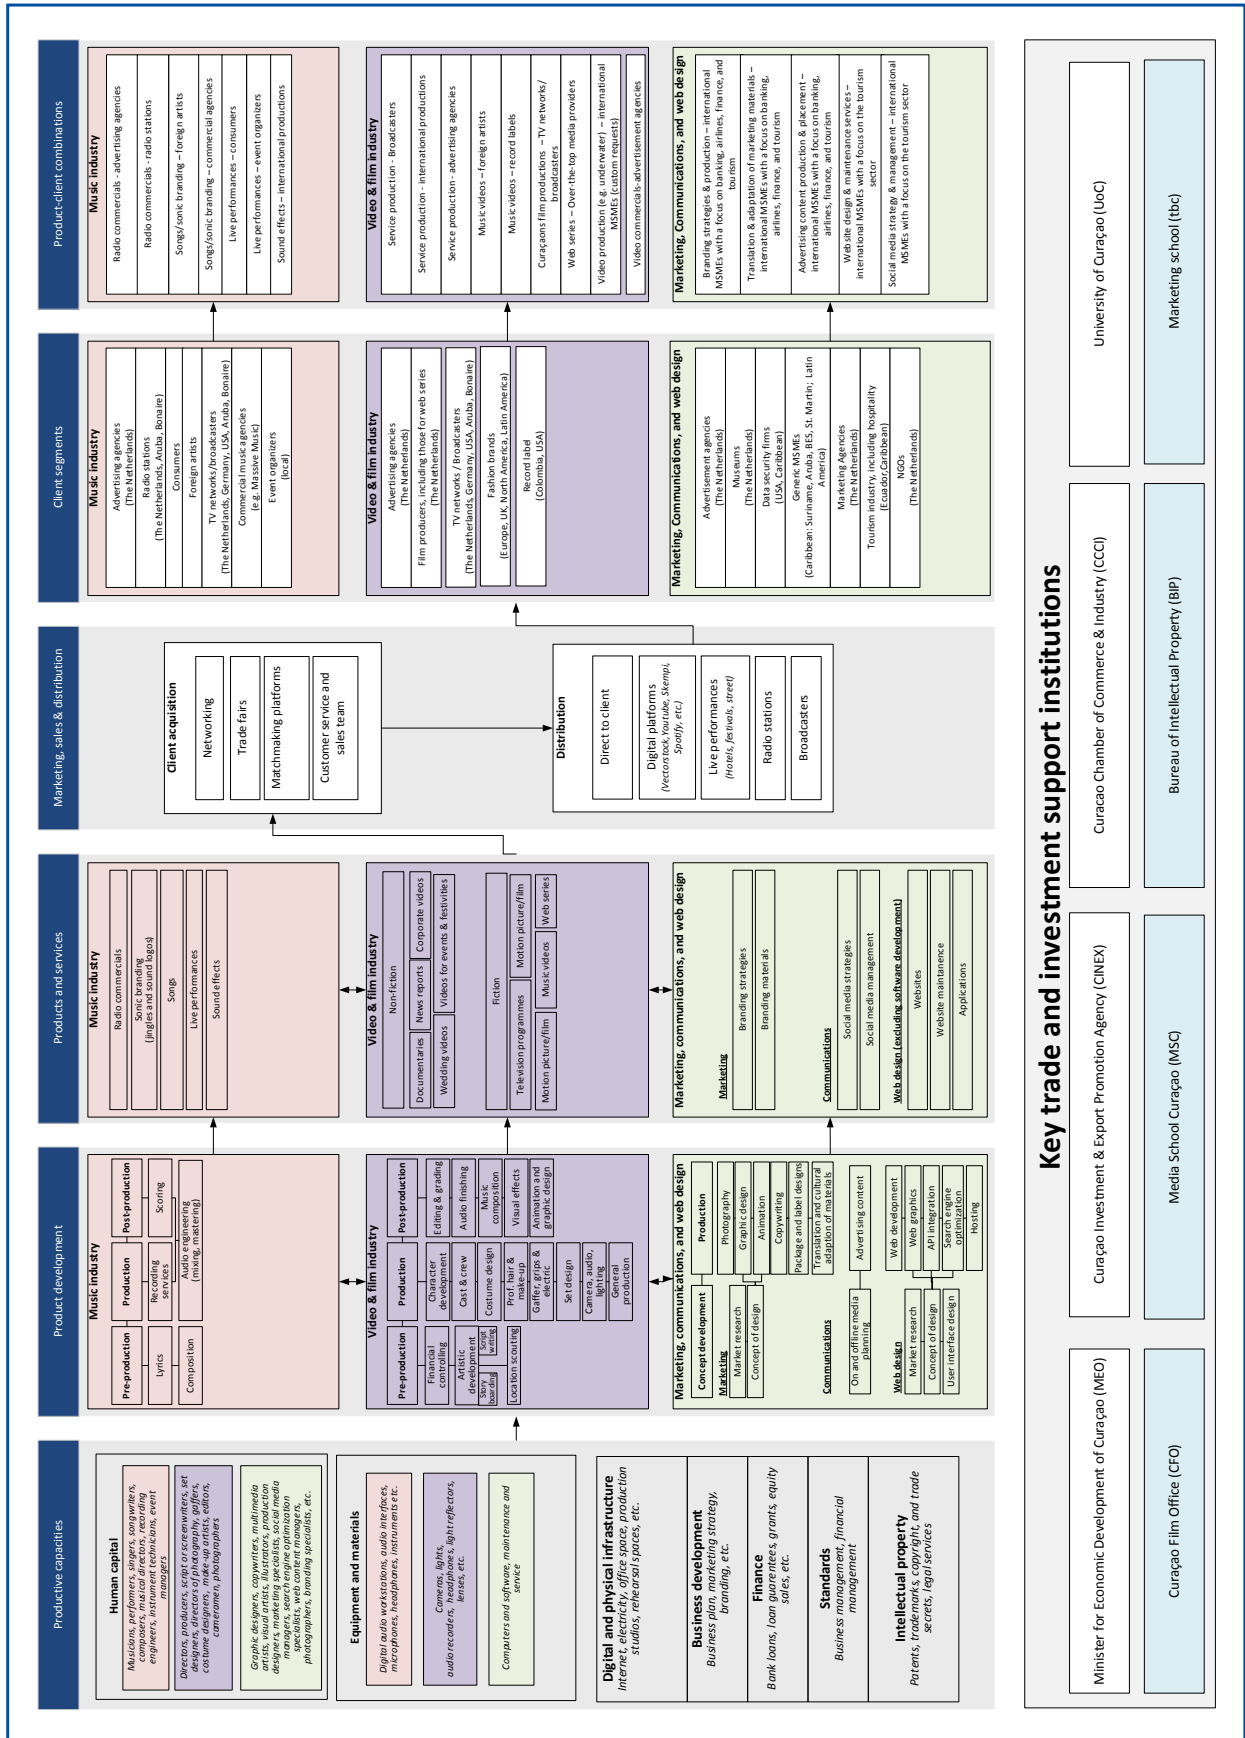 Productive capacities
Human capital
Musicians, performers, singers, songwriters,
composers, musical directors, recording
engineers, instrument technicians, event
managers
Directors, producers, script or screenwriters, set
designers, directors of photography, gaffers,
costume designers, make-up artists, editors,
cameramen, photographers
Graphic designers, copywriters, multimedia
artists, visual artists, illustrators, production
designers, marketing specialists, social media
managers, search engine optimization
specialists, web content managers,
photographers, branding specialists, etc.
Equipment and materials
Digital audio workstations, audio interfaces,
microphones, headphones, instruments etc.
Cameras, lights,
audio recorders, headphones, light reflectors,
lenses, etc.
Computers and software, maintenance and
service
Digital and physical infrastructure
Internet, electricity, office space, production
studios, rehearsal spaces, etc.
Business development
Business plan, marketing strategy,
branding, etc.
Finance
Bank loans, loan guarentees, grants, equity
sales, etc.
Standards
Business management, financial
management
Intellectual property
Patents, trademarks, copyright, and trade
secrets, legal services
Product development
Music industry
Pre-production
Lyrics
Composition
Production
Recording
services
Post-production
Scoring
Audio engineering
(mixing, mastering)
Video & film industry
Pre-production
Financial
controlling
Artistic
development
Story
boarding
Script
writing
Location scouting
Production
Character
development
Cast & crew
Costume design
Prof. hair &
make-up
Gaffer, grips &
electric
Set design
Camera, audio,
lighting
General
production
Post-production
Editing & grading
Audio finishing
Music
composition
Visual effects
Animation and
graphic design
Marketing, communications and web design
Concept development
Production
Marketing
Market research
Concept of design
Photography
Graphic design
Animation
Copywriting
Package and label designs
Translation and cultural
adaption of materials
Communications
On and offline media
planning
Advertising content
Web design
Market research
Concept of design
User interface design
Web development
Web graphics
API integration
Search engine
optimization
Hosting
Products and services
Music industry
Radio commercials
Sonic branding
(jingles and sound logos)
Songs
Live performances
Sound effects
Video & film industry
Non-fiction
Documentaries
News reports
Corporate videos
Wedding videos
Videos for events & festivities
Fiction
Television programmes
Motion picture/film
Motion picture/film
Music videos
Web series
Marketing, communications, and web design
Marketing
Branding strategies
Branding materials
Communications
Social media strategies
Social media management
Web design (excluding software development)
Websites
Website maintanence
Applications
Marketing, sales & distribution
Client acquisition
Networking
Trade fairs
Matchmaking platforms
Customer service and
sales team
Distribution
Direct to client
Digital platforms
(Vectorstock, Youtube, Skempi,
Spotify, etc.)
Live performances
(Hotels, festivals, street)
Radio stations
Broadcasters
Client segments
Music industry
Advertising agencies
(The Netherlands)
Radio stations
(The Netherlands, Aruba, Bonaire)
Consumers
Foreign artists
TV networks/broadcasters
(The Netherlands, Germany, USA, Aruba, Bonaire)
Commercial music agencies
(e.g. Massive Music)
Event organizers
(local)
Video & film industry
Advertising agencies
(The Netherlands)
Film producers, including those for web series
(The Netherlands)
TV networks / Broadcasters
(The Netherlands, Germany, USA, Aruba, Bonaire)
Fashion brands
(Europe, UK, North America, Latin America)
Record label
(Colombia, USA)
Marketing, Communications, and web design
Advertisement agencies
(The Netherlands)
Museums
(The Netherlands)
Data security firms
(USA, Caribbean)
Generic MSMEs
(Caribbean: Suriname, Aruba, BES, St. Martin; Latin
America)
Marketing Agencies
(The Netherlands)
Tourism industry, including hospitality
(Ecuador, Caribbean)
NGOs
(The Netherlands)
Product-client combinations
Music industry
Radio commercials - advertising agencies
Radio commercials - radio stations
Songs/sonic branding – foreign artists
Songs/sonic branding – commercial agencies
Live performances – consumers
Live performances – event organizers
Sound effects – international productions
Video & film industry
Service production - Broadcasters
Service production - international productions
Service production - advertising agencies
Music videos – foreign artists
Music videos – record labels
Curaçaons film productions – TV networks/
broadcasters
Web series – Over-the-top media providers
Video production (e.g. underwater) – international
MSMEs (custom requests)
Video commercials-advertisement agencies
Marketing, Communications, and web design
Branding strategies & production – international
MSMEs with a focus on banking, airlines, finance, and
tourism
Translation & adaptation of marketing materials –
international MSMEs with a focus on banking,
airlines, finance, and tourism
Advertising content production & placement –
international MSMEs with a focus on banking,
airlines, finance, and tourism
Website design & maintenance services –
international MSMEs with a focus on the tourism
sector
Social media strategy & management – international
MSMEs with a focus on the tourism sector
Key trade and investment support institutions
Minister for Economic Development of Curaçao (MEO)
Curaçao Investment & Export Promotion Agency (CINEX)
Curacao Chamber of Commerce & Industry (CCCI)
University of Curaçao (UoC)
Curaçao Film Office (CFO)
Media School Curaçao (MSC)
Bureau of Intellectual Property (BIP)
Marketing school (tbc)